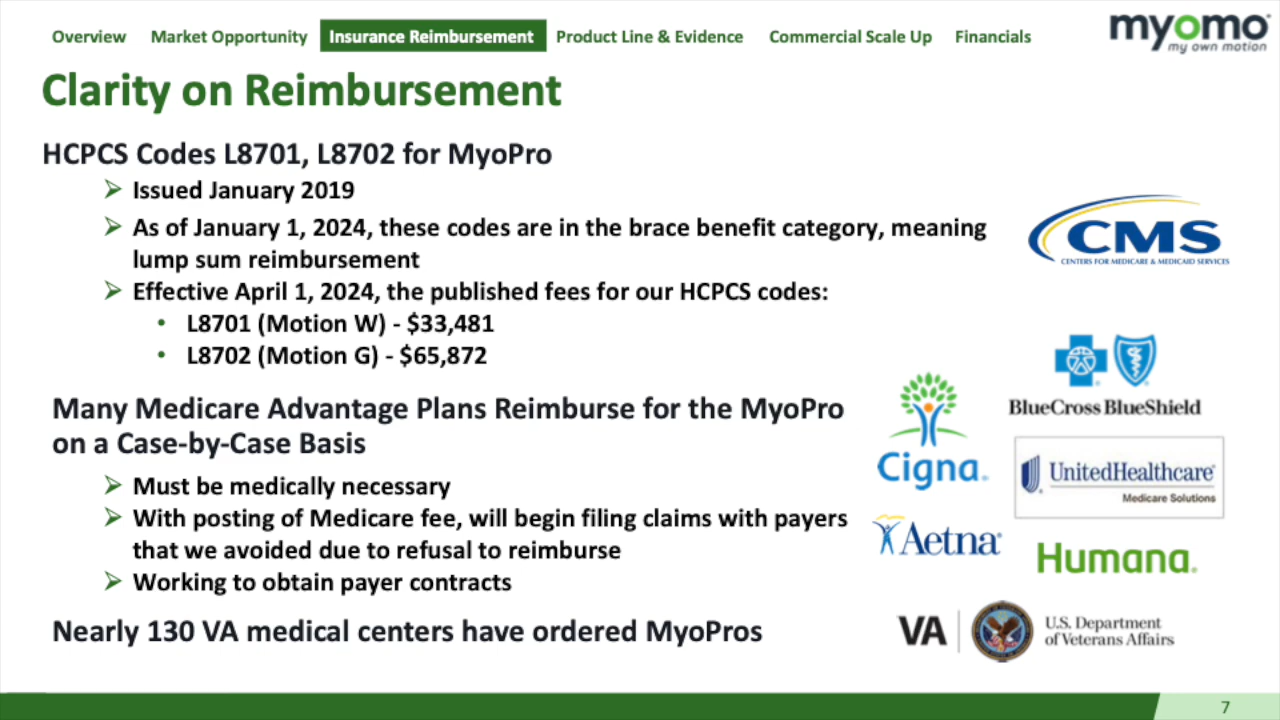 Overview Market Opportunity Insurance Reimbursement Product Line & Evidence Commercial Scale Up Financials
myomo
my own motion
Clarity on Reimbursement
HCPCS Codes L8701, L8702 for MyoPro
Issued January 2019
As of January 1, 2024, these codes are in the brace benefit category, meaning
lump sum reimbursement
Effective April 1, 2024, the published fees for our HCPCS codes:
• L8701 (Motion W) - $33,481
• L8702 (Motion G) - $65,872
CMS
CENTERS FOR MEDICARE & MEDICAID SERVICES
Many Medicare Advantage Plans Reimburse for the MyoPro
on a Case-by-Case Basis
Must be medically necessary
With posting of Medicare fee, will begin filing claims with payers
that we avoided due to refusal to reimburse
Working to obtain payer contracts
BlueCross BlueShield
Cigna
UnitedHealthcare
Medicare Solutions
Aetna
Humana
Nearly 130 VA medical centers have ordered MyoPros
VA
U.S. Department
of Veterans Affairs
7